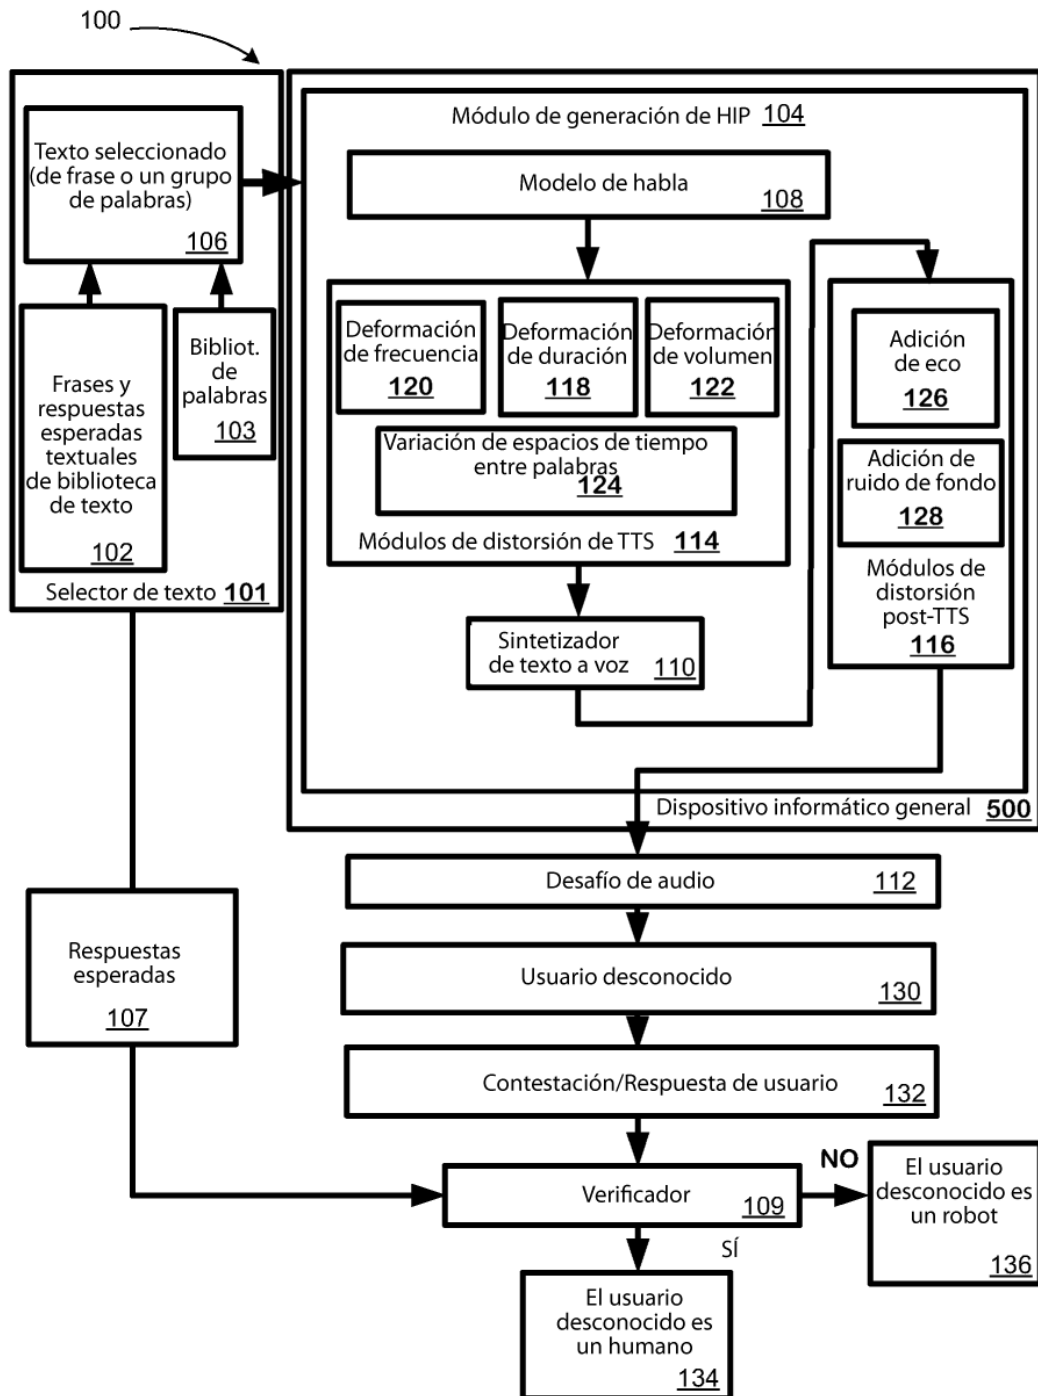 100
Texto seleccionado
(de frase o un grupo
de palabras)
106
Frases y
respuestas
esperadas
textuales
de biblioteca
de texto
102
Bibliot.
de
palabras
103
Selector de texto 101
Módulo de generación de HIP 104
Modelo de habla
108
Deformación
de frecuencia
120
Deformación
de duración
118
Deformación
de volumen
122
Variación de espacios de tiempo
entre palabras
124
Módulos de distorsión de TTS 114
Sintetizador
de texto a voz
110
Adición
de eco
126
Adición de
ruido de fondo
128
Módulos de
distorsión
post-TTS
116
Dispositivo informático general 500
Desafío de audio
112
Usuario desconocido
130
Contestación/Respuesta de usuario
132
Respuestas
esperadas
107
Verificador
109
NO
El usuario
desconocido es
un robot
136
SÍ
El usuario
desconocido es
un humano
134